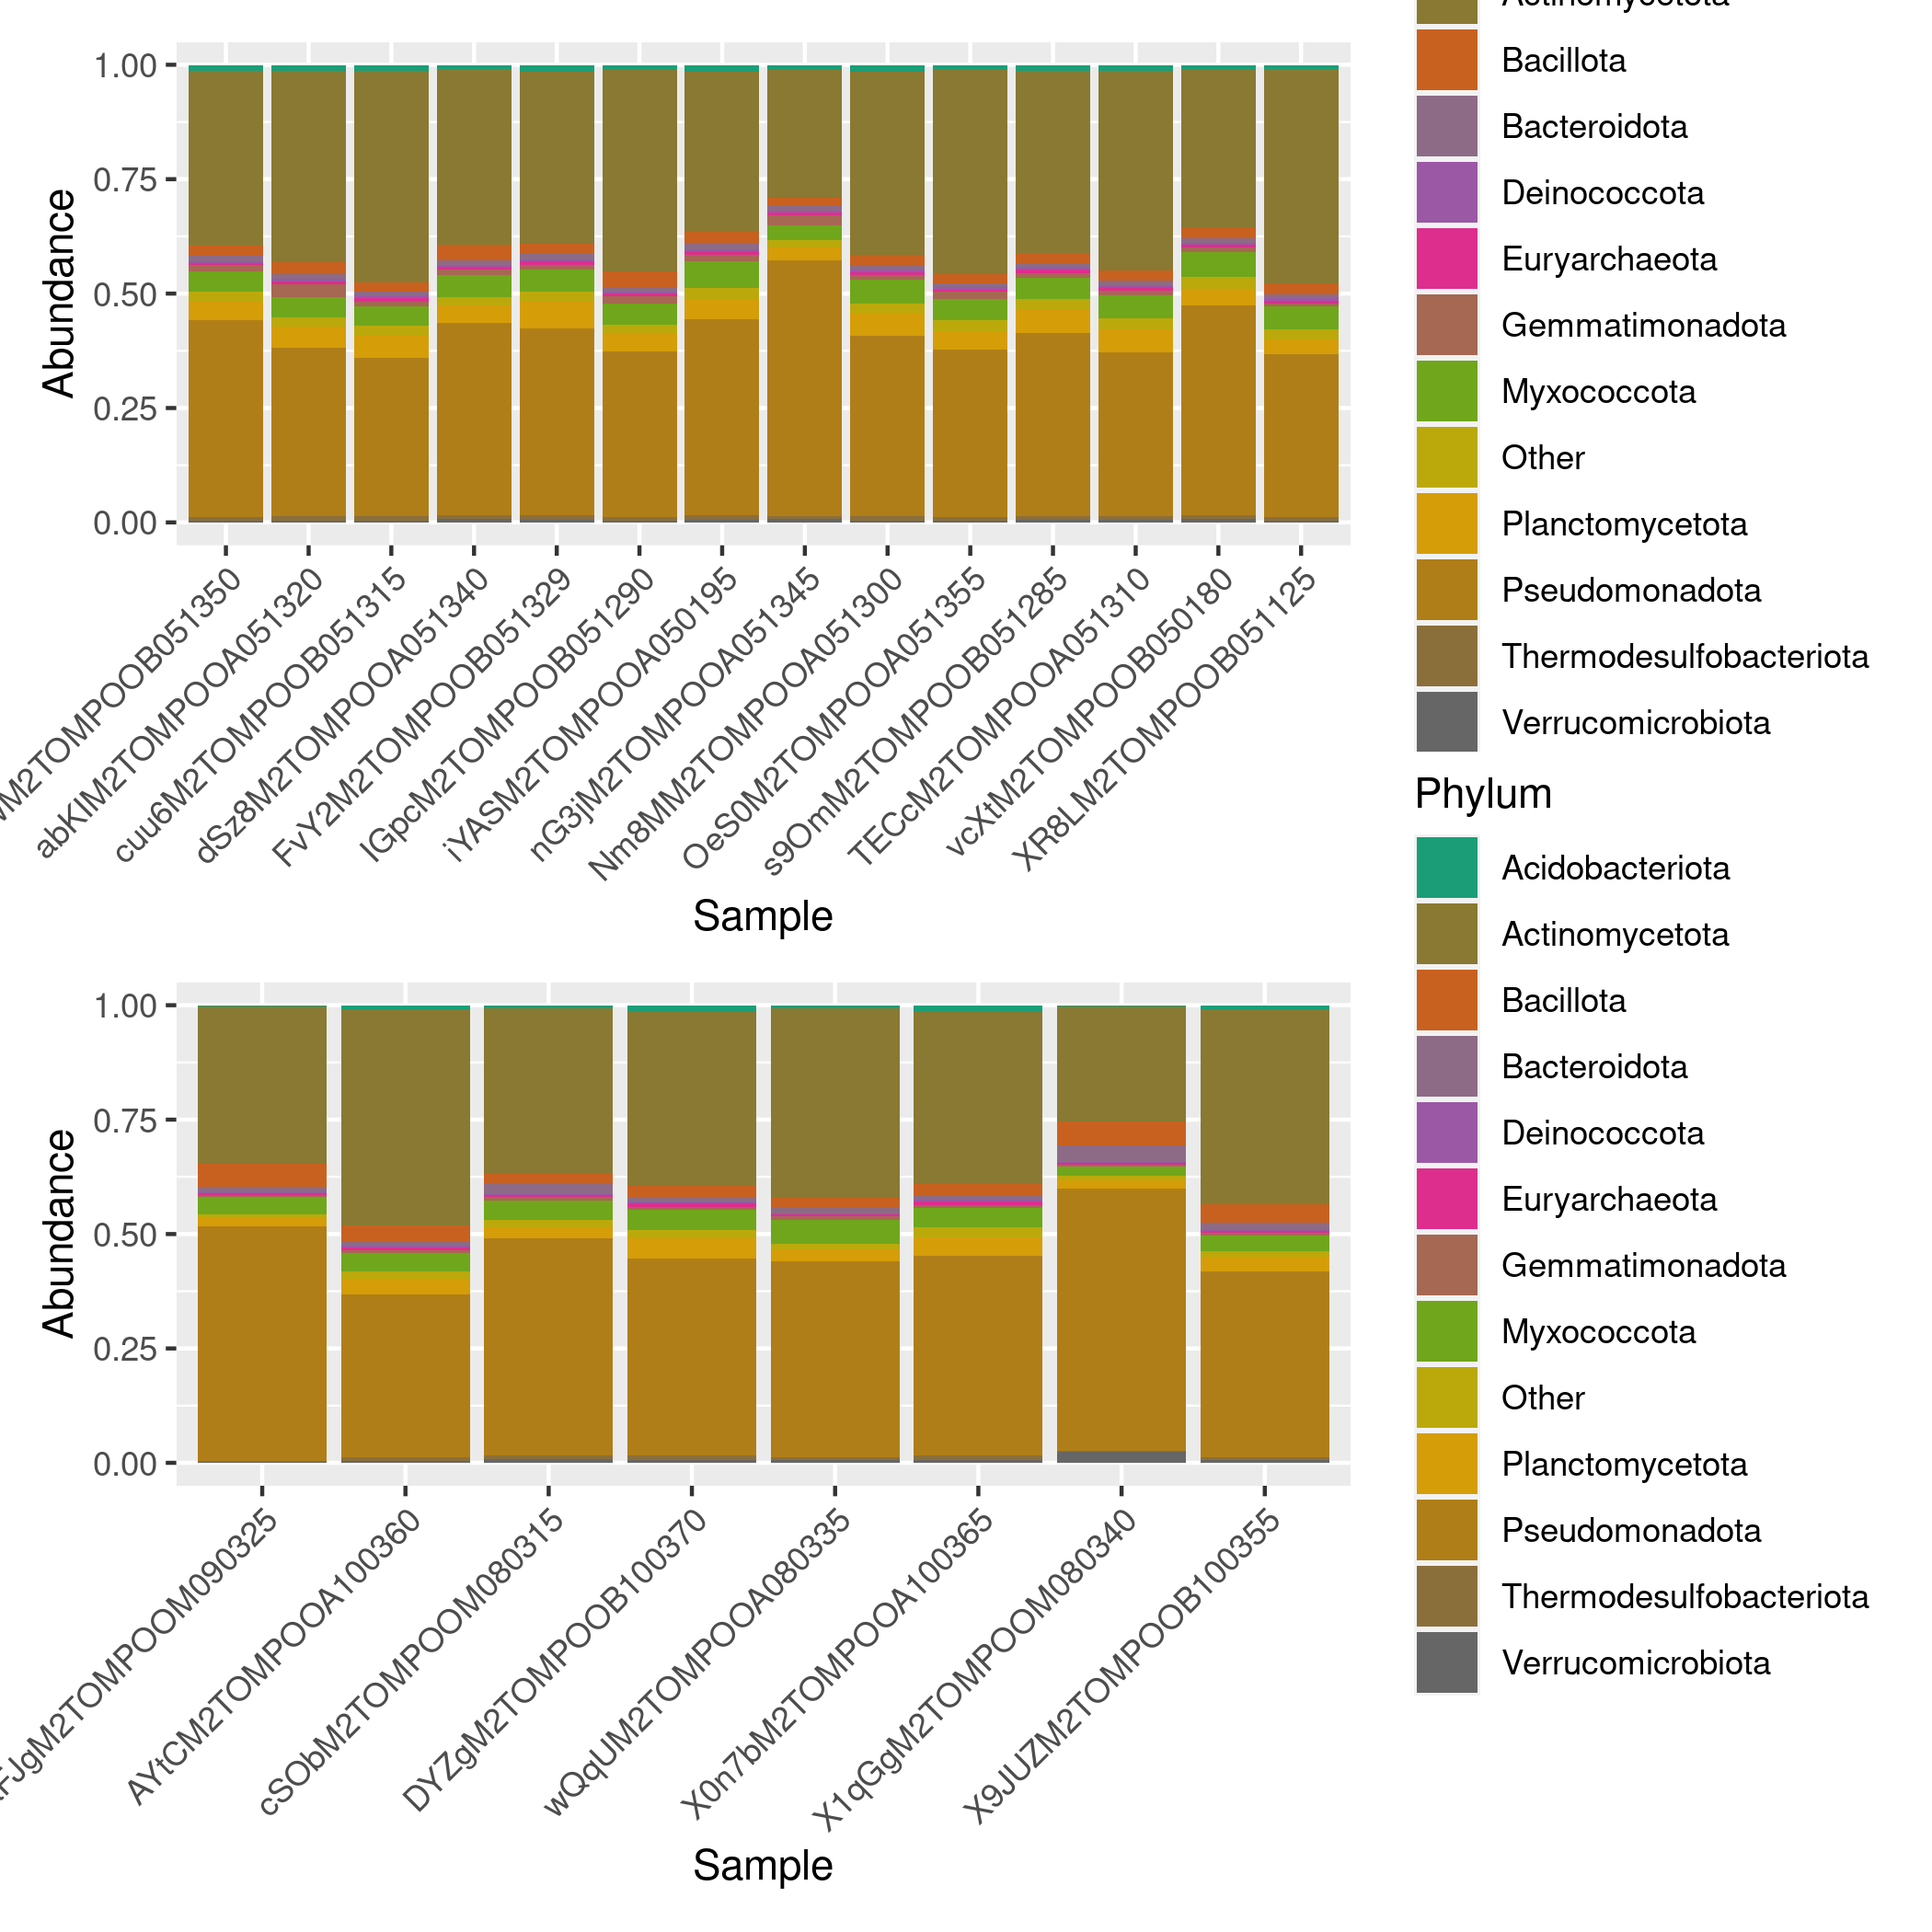 Bacillota
Bacteroidota
Deinococcota
Euryarchaeota
Gemmatimonadota
Myxococcota
Other
Planctomycetota
Pseudomonadota
Thermodesulfobacteriota
Verrucomicrobiota
Abundance
1.00
0.75
0.50
0.25
0.00
abKIM2TOMPOOA051320
cuu6M2TOMPOOB051315
dSz8M2TOMPOOA051340
FvY2M2TOMPOOB051329
IGpcM2TOMPOOB051290
iYASM2TOMPOOA050195
nG3jM2TOMPOOA051345
Nm8MM2TOMPOOA051300
OeS0M2TOMPOOA051355
s9OmM2TOMPOOB051285
TECcM2TOMPOOA051310
vcXtM2TOMPOOB050180
XR8LM2TOMPOOB051125
Sample
Phylum
Acidobacteriota
Actinomycetota
Bacillota
Bacteroidota
Deinococcota
Euryarchaeota
Gemmatimonadota
Myxococcota
Other
Planctomycetota
Pseudomonadota
Thermodesulfobacteriota
Verrucomicrobiota
Abundance
1.00
0.75
0.50
0.25
0.00
AYtCM2TOMPOOA100360
cSObM2TOMPOOM080315
DYZgM2TOMPOOB100370
wQqUM2TOMPOOA080335
X0n7bM2TOMPOOA100365
X1qGgM2TOMPOOM080340
X9JUZM2TOMPOOB100355
Sample